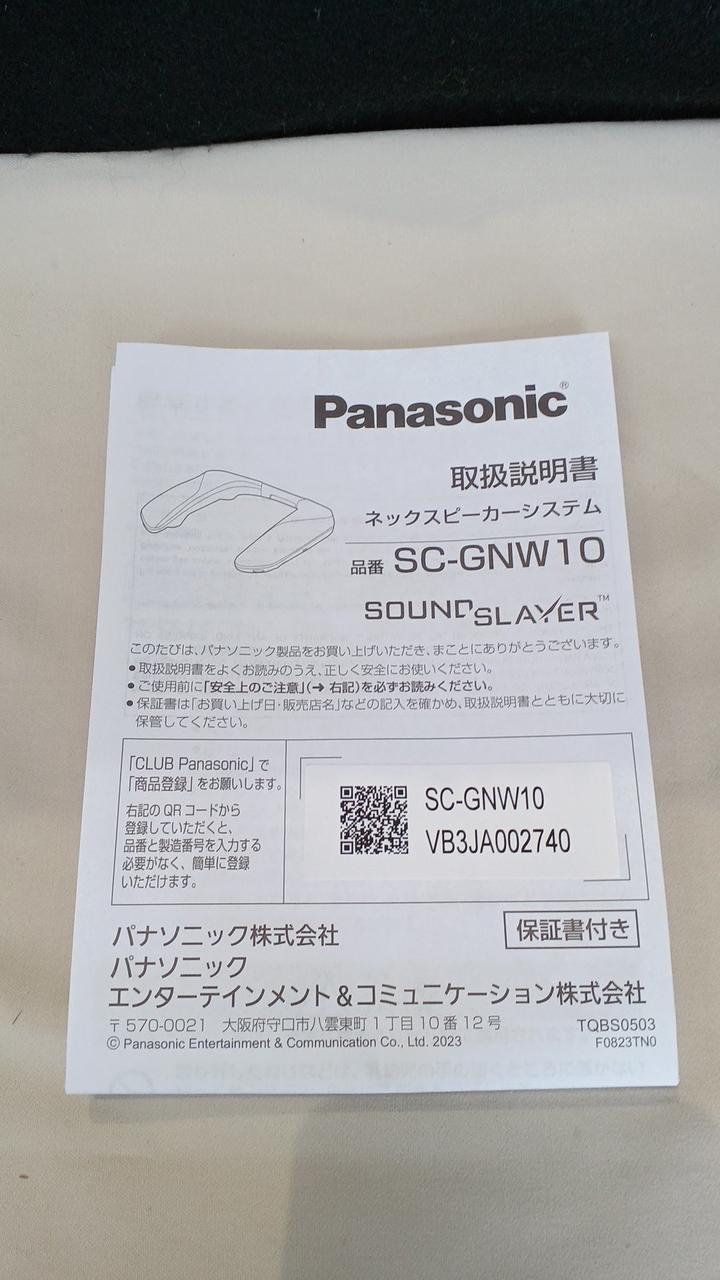 Panasonic®
取扱説明書
ネックスピーカーシステム
品番 SC-GNW10
SOUNDSLAYER™
このたびは、パナソニック製品をお買い上げいただき、まことにありがとうございます。
● 取扱説明書をよくお読みのうえ、正しく安全にお使いください。
● ご使用前に「安全上のご注意」(➔ 右記)を必ずお読みください。
● 保証書は「お買い上げ日・販売店名」などの記入を確かめ、取扱説明書とともに大切に
保管してください。
「CLUB Panasonic」で
「商品登録」をお願いします。
右記の QR コードから
登録していただくと、
品番と製造番号を入力する
必要がなく、簡単に登録
いただけます。
SC-GNW10
VB3JA002740
パナソニック株式会社
保証書付き
パナソニック
エンターテインメント＆コミュニケーション株式会社
〒570-0021 大阪府守口市八雲東町 1 丁目 10 番 12 号
TQBS0503
© Panasonic Entertainment & Communication Co., Ltd. 2023
F0823TN0